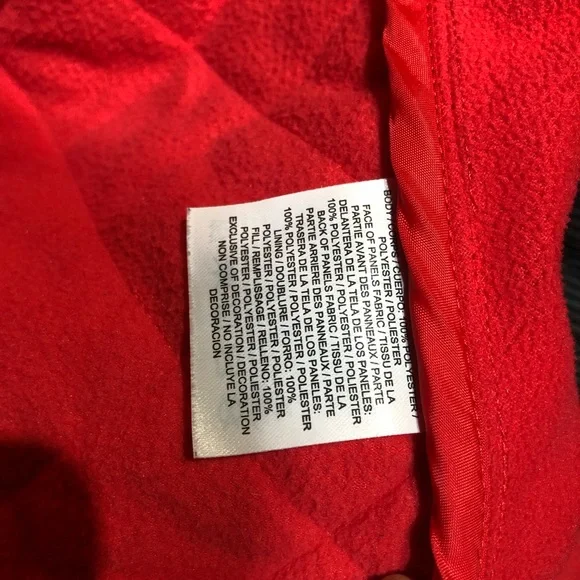 BODY / CORPS / CUERPO: 100% POLYESTER /
POLYESTER / POLIESTER
FACE OF PANELS FABRIC / TISSU DE LA
PARTIE AVANT DES PANNEAUX / PARTE
DELANTERA DE LA TELA DE LOS PANELES:
100% POLYESTER / POLYESTER / POLIESTER
BACK OF PANELS FABRIC / TISSU DE LA
PARTIE ARRIERE DES PANNEAUX / PARTE
TRASERA DE LA TELA DE LOS PANELES:
100% POLYESTER / POLYESTER / POLIESTER
LINING / DOUBLURE / FORRO: 100%
POLYESTER / POLYESTER / POLIESTER
FILL / REMPLISSAGE / RELLENO: 100%
POLYESTER / POLYESTER / POLIESTER
EXCLUSIVE OF DECORATION / DECORATION
NON COMPRISE / NO INCLUYE LA
DECORACION